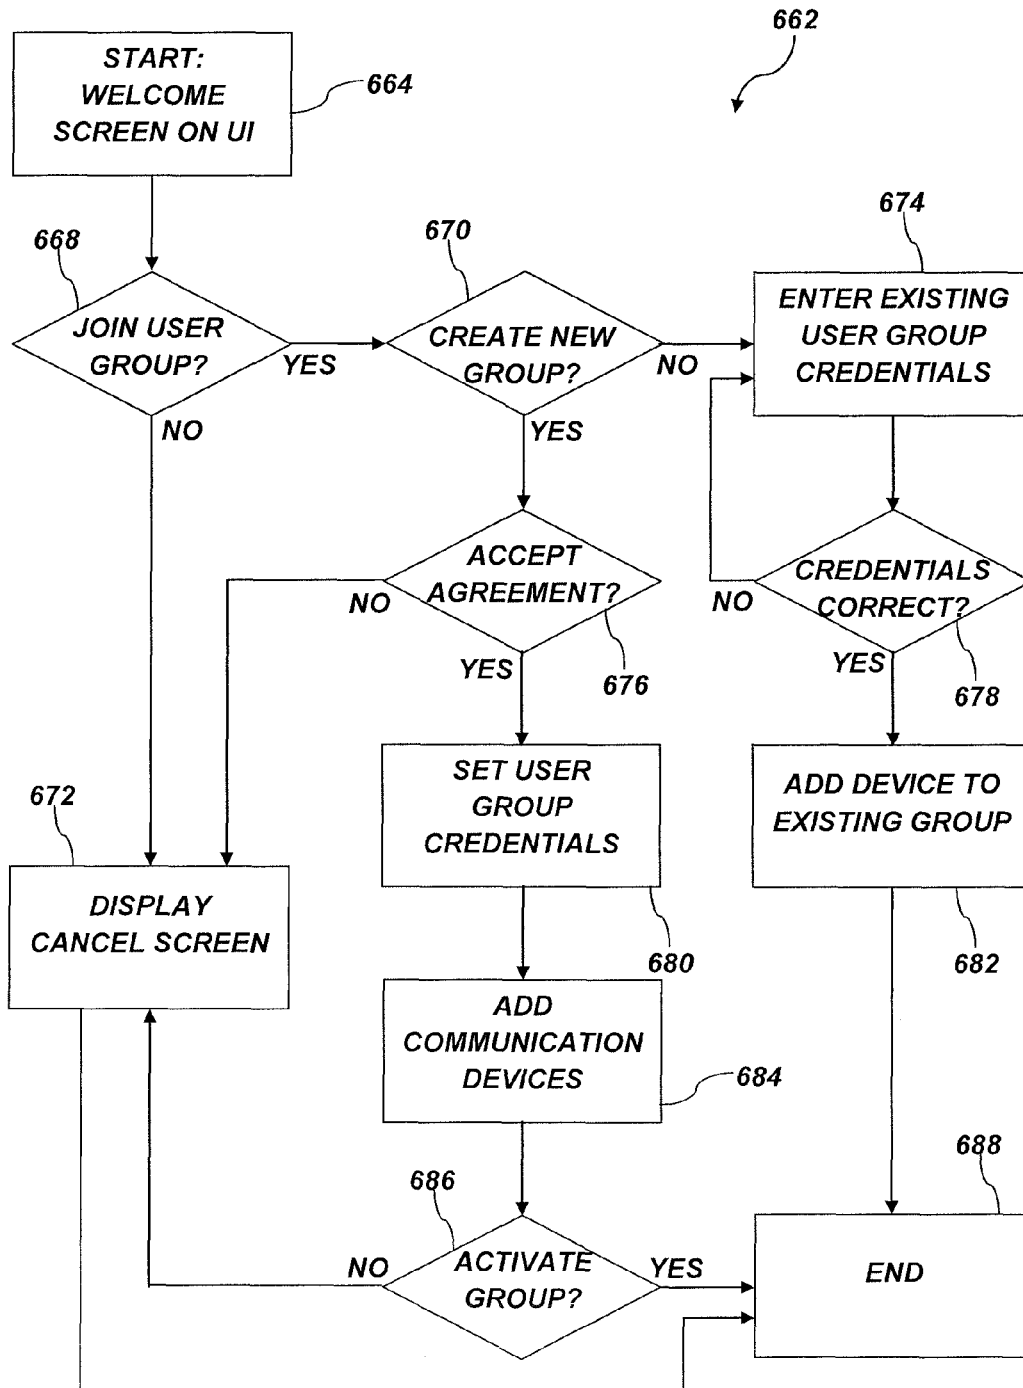 662
START:
WELCOME
SCREEN ON UI
664
668
JOIN USER
GROUP?
YES
NO
670
CREATE NEW
GROUP?
NO
YES
674
ENTER EXISTING
USER GROUP
CREDENTIALS
ACCEPT
AGREEMENT?
NO
YES
676
CREDENTIALS
CORRECT?
NO
YES
678
672
DISPLAY
CANCEL SCREEN
SET USER
GROUP
CREDENTIALS
680
ADD DEVICE TO
EXISTING GROUP
682
ADD
COMMUNICATION
DEVICES
684
686
ACTIVATE
GROUP?
NO
YES
688
END